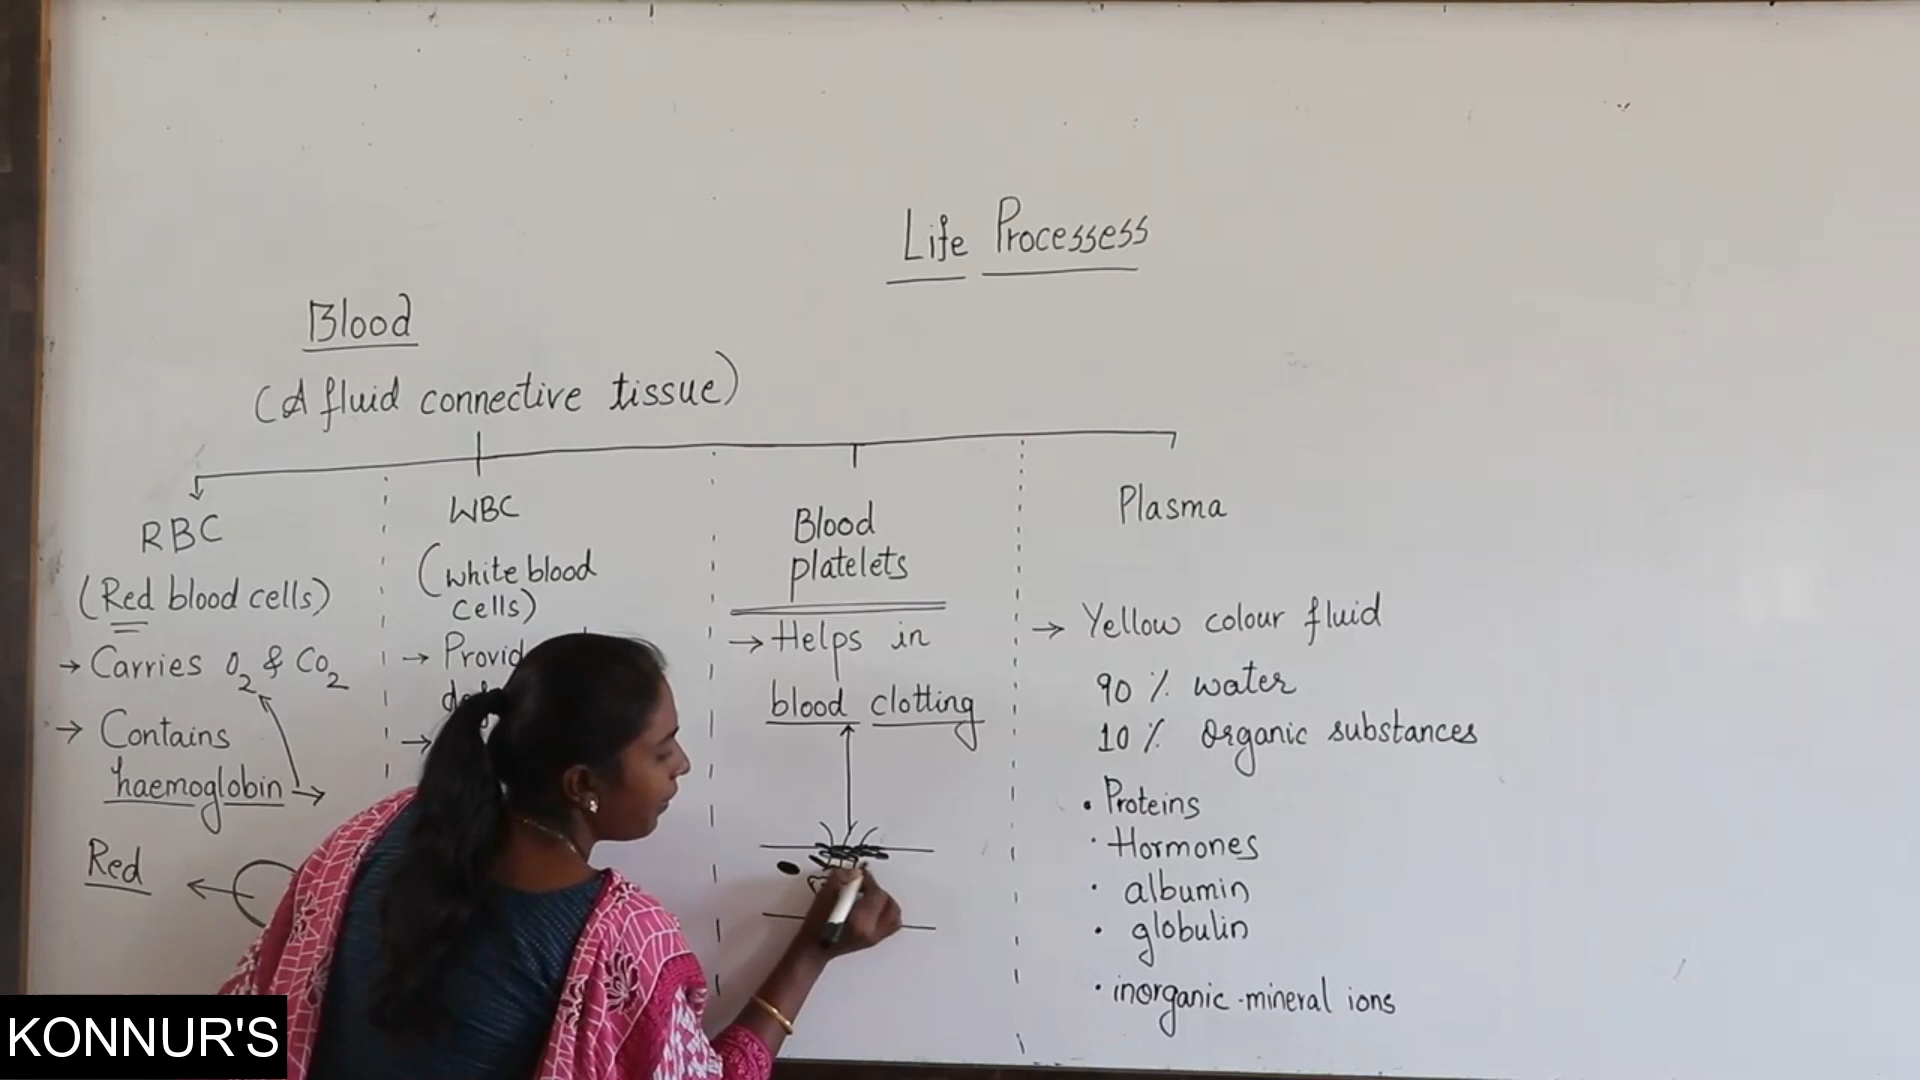 Life Processess
Blood
(A fluid connective tissue)
RBC
(Red blood cells)
→ Carries O2 & CO2
→ Contains
haemoglobin →
Red
WBC
(white blood
cells)
→
→
Blood
platelets
→ Helps in
blood clotting
Plasma
→ Yellow colour fluid
90 % water
10 % Organic substances
• Proteins
• Hormones
• albumin
• globulin
• inorganic-mineral ions
KONNUR'S